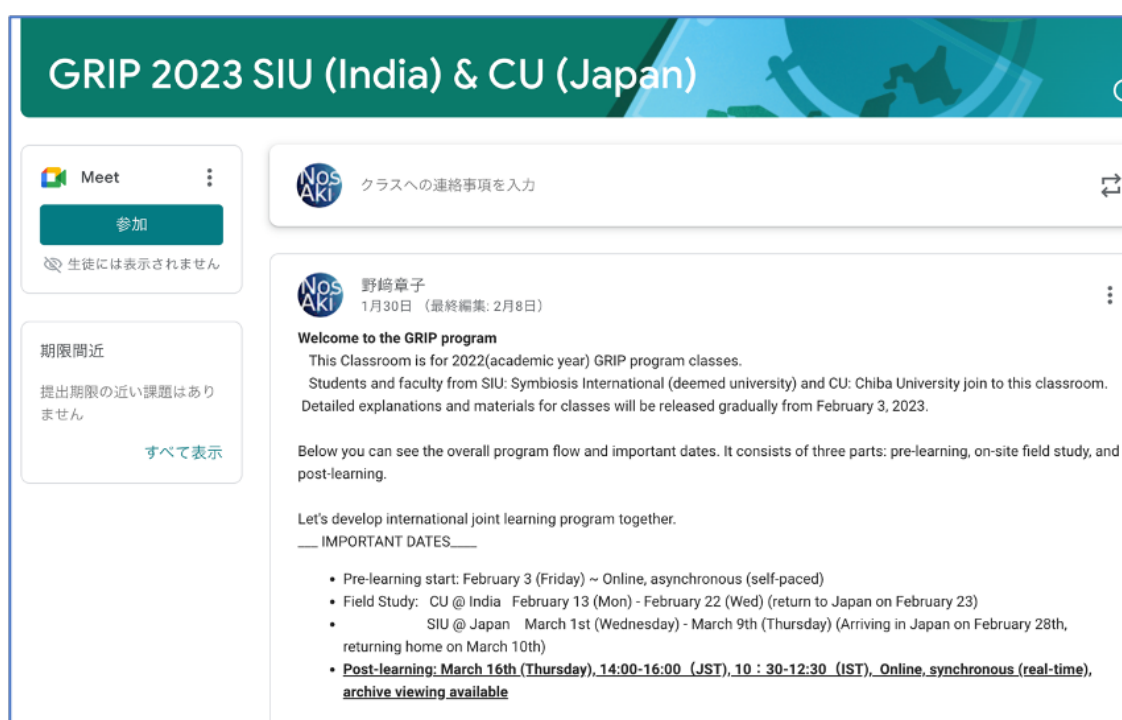 GRIP 2023 SIU (India) & CU (Japan)
Meet
参加
生徒には表示されません
期限間近
提出期限の近い課題はあり
ません
すべて表示
Nos
AKi
クラスへの連絡事項を入力
Nos
AKi
野﨑章子
1月30日 （最終編集: 2月8日）
Welcome to the GRIP program
This Classroom is for 2022(academic year) GRIP program classes.
Students and faculty from SIU: Symbiosis International (deemed university) and CU: Chiba University join to this classroom.
Detailed explanations and materials for classes will be released gradually from February 3, 2023.
Below you can see the overall program flow and important dates. It consists of three parts: pre-learning, on-site field study, and
post-learning.
Let's develop international joint learning program together.
___ IMPORTANT DATES____
• Pre-learning start: February 3 (Friday) ~ Online, asynchronous (self-paced)
• Field Study: CU @ India February 13 (Mon) - February 22 (Wed) (return to Japan on February 23)
• SIU @ Japan March 1st (Wednesday) - March 9th (Thursday) (Arriving in Japan on February 28th,
returning home on March 10th)
• Post-learning: March 16th (Thursday), 14:00-16:00（JST), 10：30-12:30（IST), Online, synchronous (real-time),
archive viewing available